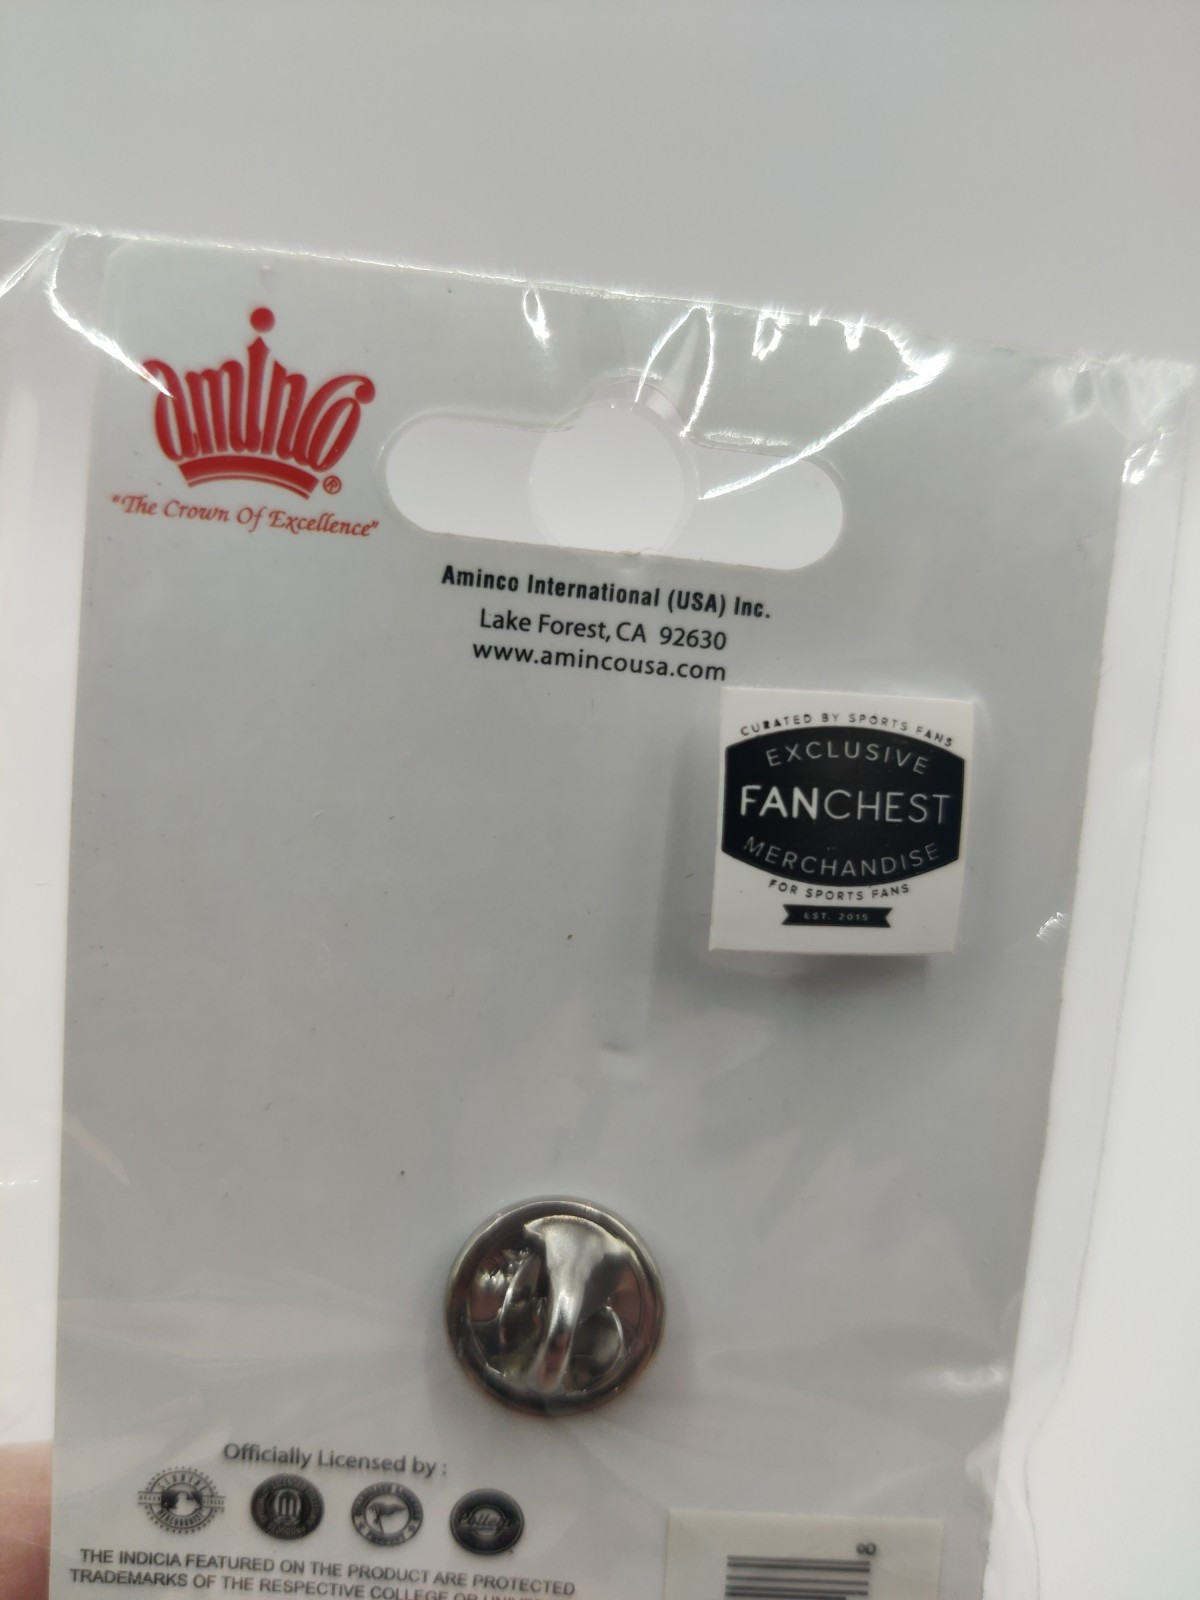 aminco®
"The Crown Of Excellence"
Aminco International (USA) Inc.
Lake Forest, CA 92630
www.amincousa.com
CURATED BY SPORTS FANS
EXCLUSIVE
FANCHEST
MERCHANDISE
FOR SPORTS FANS
EST. 2015
Officially Licensed by :
THE INDICIA FEATURED ON THE PRODUCT ARE PROTECTED
TRADEMARKS OF THE RESPECTIVE COLLEGE OR
8